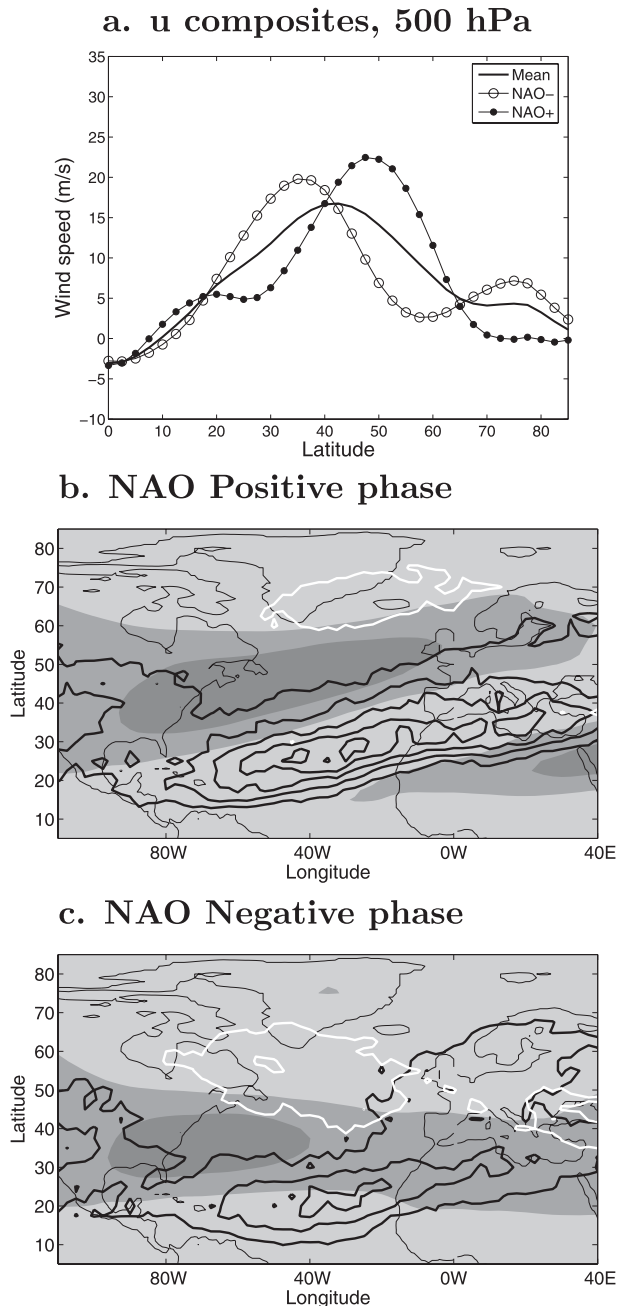 a. u composites, 500 hPa
35
30
25
20
15
10
5
0
−5
−10
Wind speed (m/s)
Mean
NAO−
NAO+
0 10 20 30 40 50 60 70 80
Latitude
b. NAO Positive phase
80
70
60
50
40
30
20
10
Latitude
80W 40W 0W 40E
Longitude
c. NAO Negative phase
80
70
60
50
40
30
20
10
Latitude
80W 40W 0W 40E
Longitude